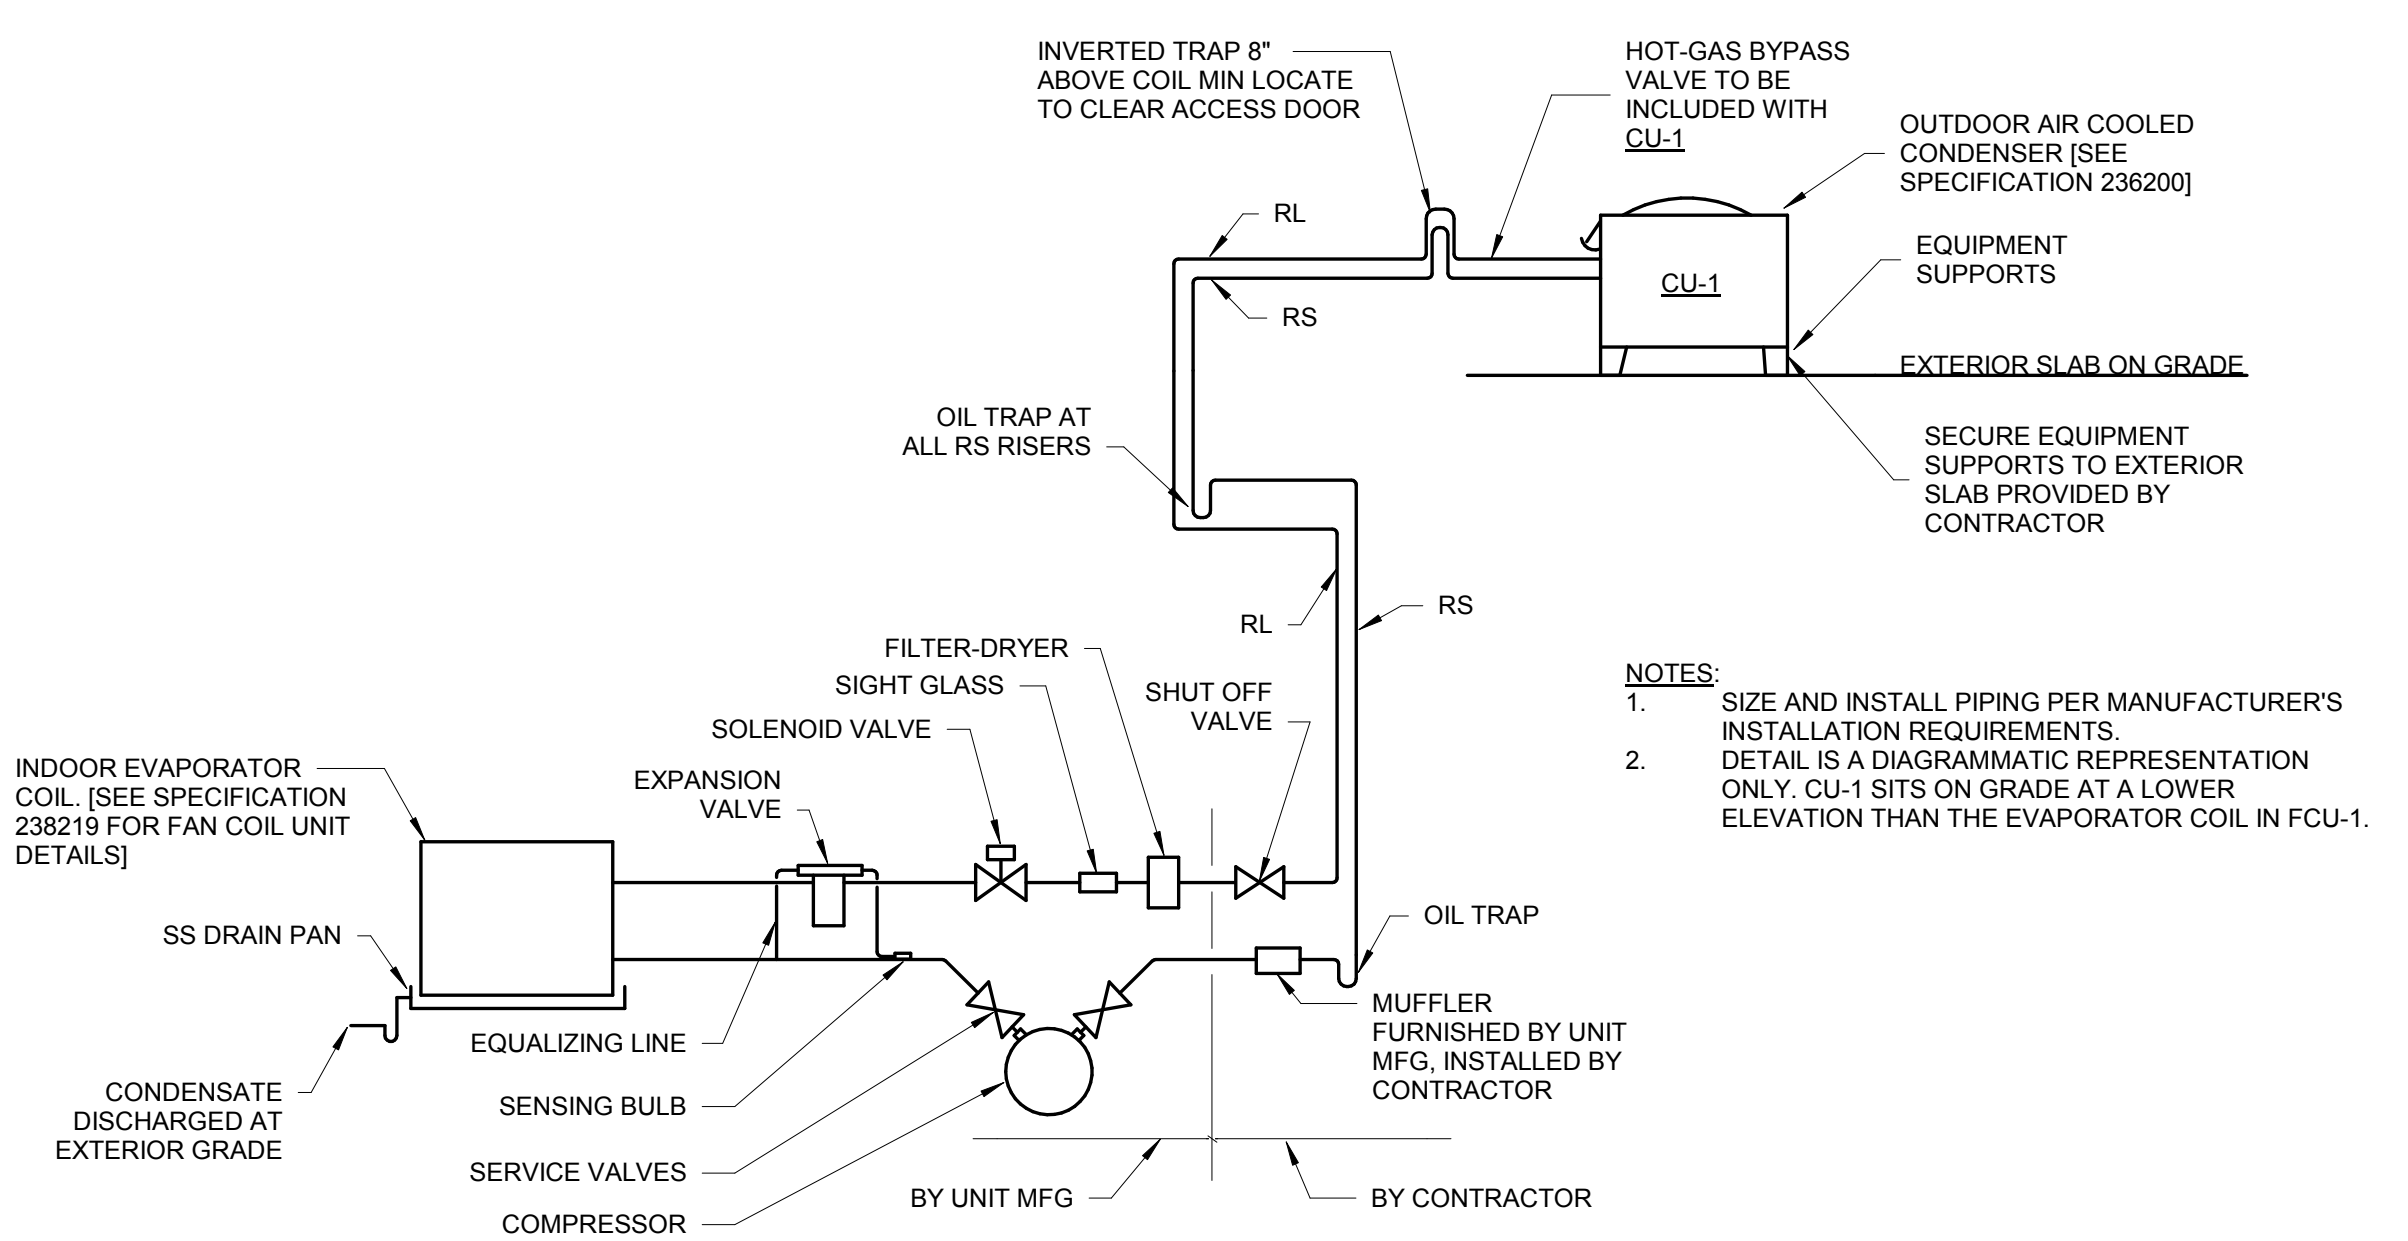 INVERTED TRAP 8"
ABOVE COIL MIN LOCATE
TO CLEAR ACCESS DOOR
HOT-GAS BYPASS
VALVE TO BE
INCLUDED WITH
CU-1
OUTDOOR AIR COOLED
CONDENSER [SEE
SPECIFICATION 236200]
RL
EQUIPMENT
SUPPORTS
CU-1
RS
EXTERIOR SLAB ON GRADE
OIL TRAP AT
ALL RS RISERS
SECURE EQUIPMENT
SUPPORTS TO EXTERIOR
SLAB PROVIDED BY
CONTRACTOR
RS
RL
FILTER-DRYER
SIGHT GLASS
SHUT OFF
VALVE
SOLENOID VALVE
EXPANSION
VALVE
INDOOR EVAPORATOR
COIL. [SEE SPECIFICATION
238219 FOR FAN COIL UNIT
DETAILS]
NOTES:
1. SIZE AND INSTALL PIPING PER MANUFACTURER'S
INSTALLATION REQUIREMENTS.
2. DETAIL IS A DIAGRAMMATIC REPRESENTATION
ONLY. CU-1 SITS ON GRADE AT A LOWER
ELEVATION THAN THE EVAPORATOR COIL IN FCU-1.
SS DRAIN PAN
OIL TRAP
MUFFLER
FURNISHED BY UNIT
MFG, INSTALLED BY
CONTRACTOR
EQUALIZING LINE
CONDENSATE
DISCHARGED AT
EXTERIOR GRADE
SENSING BULB
SERVICE VALVES
COMPRESSOR
BY UNIT MFG
BY CONTRACTOR